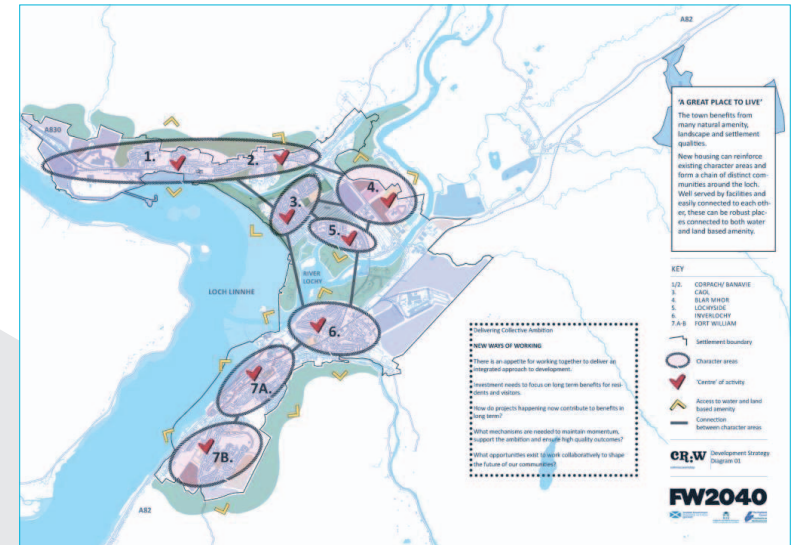 A82
A830
1.
2.
3.
4.
5.
RIVER
LOCHY
LOCH LINNHE
6.
7A.
7B.
A82
'A GREAT PLACE TO LIVE'
The town benefits from
many natural amenity,
landscape and settlement
qualities.
New housing can reinforce
existing character areas and
form a chain of distinct com-
munities around the loch.
Well served by facilities and
easily connected to each oth-
er, these can be robust plac-
es connected to both water
and land based amenity.
Delivering Collective Ambition
NEW WAYS OF WORKING
There is an appetite for working together to deliver an
integrated approach to development.
Investment needs to focus on long term benefits for resi-
dents and visitors.
How do projects happening now contribute to benefits in
long term?
What mechanisms are needed to maintain momentum,
support the ambition and ensure high quality outcomes?
What opportunities exist to work collaboratively to shape
the future of our communities?
KEY
1/2. CORPACH/ BANAVIE
3. CAOL
4. BLAR MHOR
5. LOCHYSIDE
6. INVERLOCHY
7.A-B FORT WILLIAM
Settlement boundary
Character areas
'Centre' of activity
Access to water and land
based amenity
Connection
between character areas
CR:W
Development Strategy
Diagram 01
FW2040